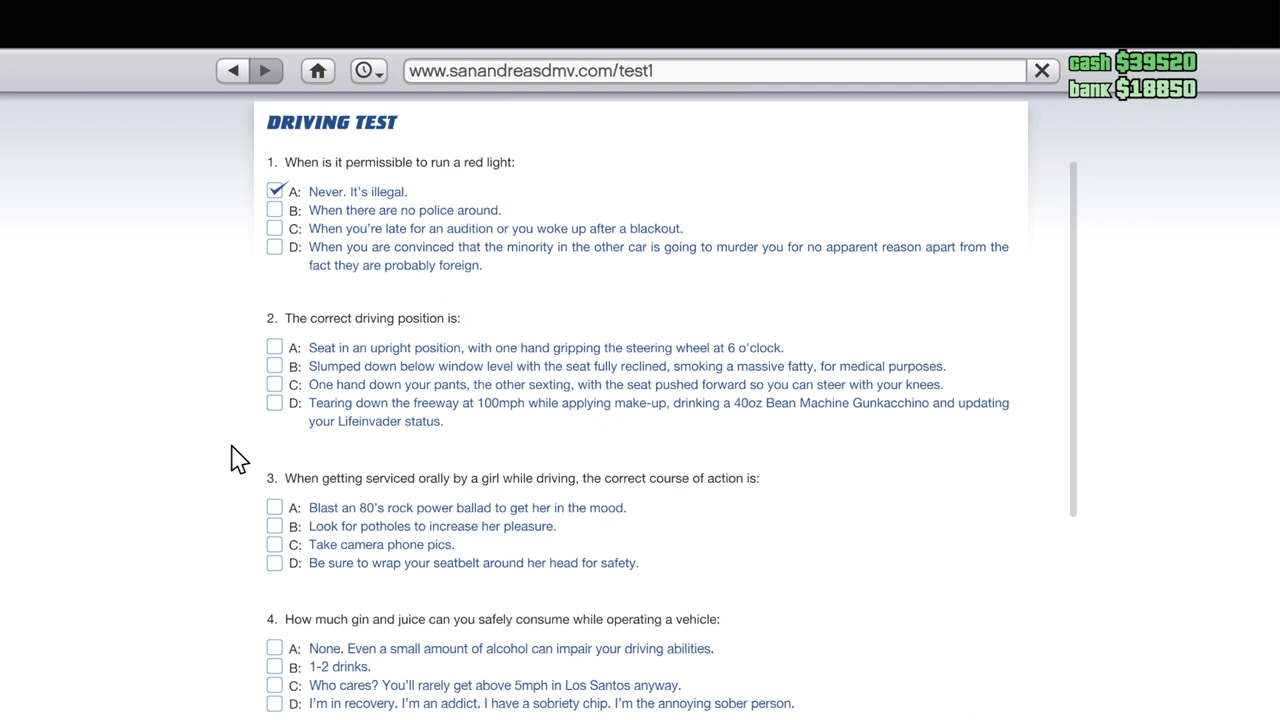 www.sanandreasdmv.com/test1
cash $39520
bank $18850
DRIVING TEST
1. When is it permissible to run a red light:
A: Never. It's illegal.
B: When there are no police around.
C: When you're late for an audition or you woke up after a blackout.
D: When you are convinced that the minority in the other car is going to murder you for no apparent reason apart from the
fact they are probably foreign.
2. The correct driving position is:
A: Seat in an upright position, with one hand gripping the steering wheel at 6 o'clock.
B: Slumped down below window level with the seat fully reclined, smoking a massive fatty, for medical purposes.
C: One hand down your pants, the other sexting, with the seat pushed forward so you can steer with your knees.
D: Tearing down the freeway at 100mph while applying make-up, drinking a 40oz Bean Machine Gunkacchino and updating
your Lifeinvader status.
3. When getting serviced orally by a girl while driving, the correct course of action is:
A: Blast an 80's rock power ballad to get her in the mood.
B: Look for potholes to increase her pleasure.
C: Take camera phone pics.
D: Be sure to wrap your seatbelt around her head for safety.
4. How much gin and juice can you safely consume while operating a vehicle:
A: None. Even a small amount of alcohol can impair your driving abilities.
B: 1-2 drinks.
C: Who cares? You'll rarely get above 5mph in Los Santos anyway.
D: I'm in recovery. I'm an addict. I have a sobriety chip. I'm the annoying sober person.